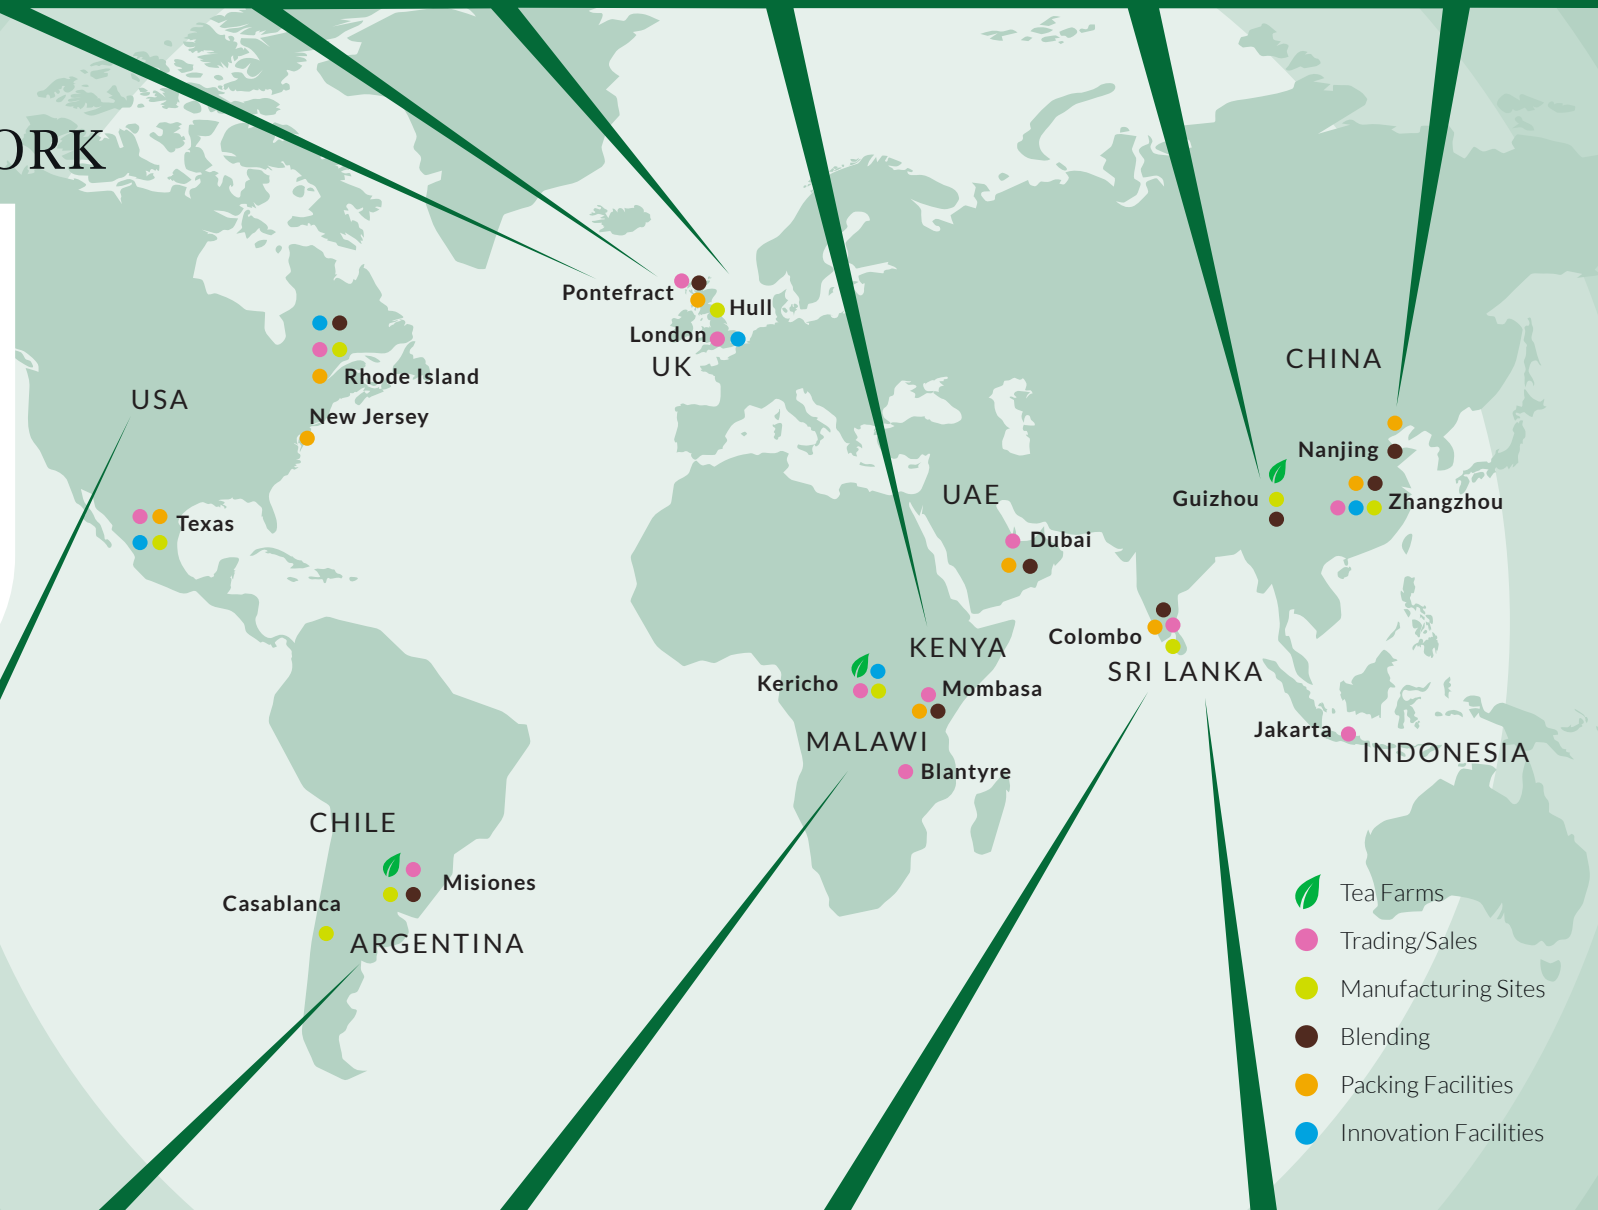 ORK
Pontefract
Hull
London
UK
CHINA
Rhode Island
USA
New Jersey
Nanjing
UAE
Guizhou
Zhangzhou
Texas
Dubai
Colombo
KENYA
SRI LANKA
Kericho
Mombasa
Jakarta
MALAWI
INDONESIA
Blantyre
CHILE
Misiones
Casablanca
ARGENTINA
Tea Farms
Trading/Sales
Manufacturing Sites
Blending
Packing Facilities
Innovation Facilities